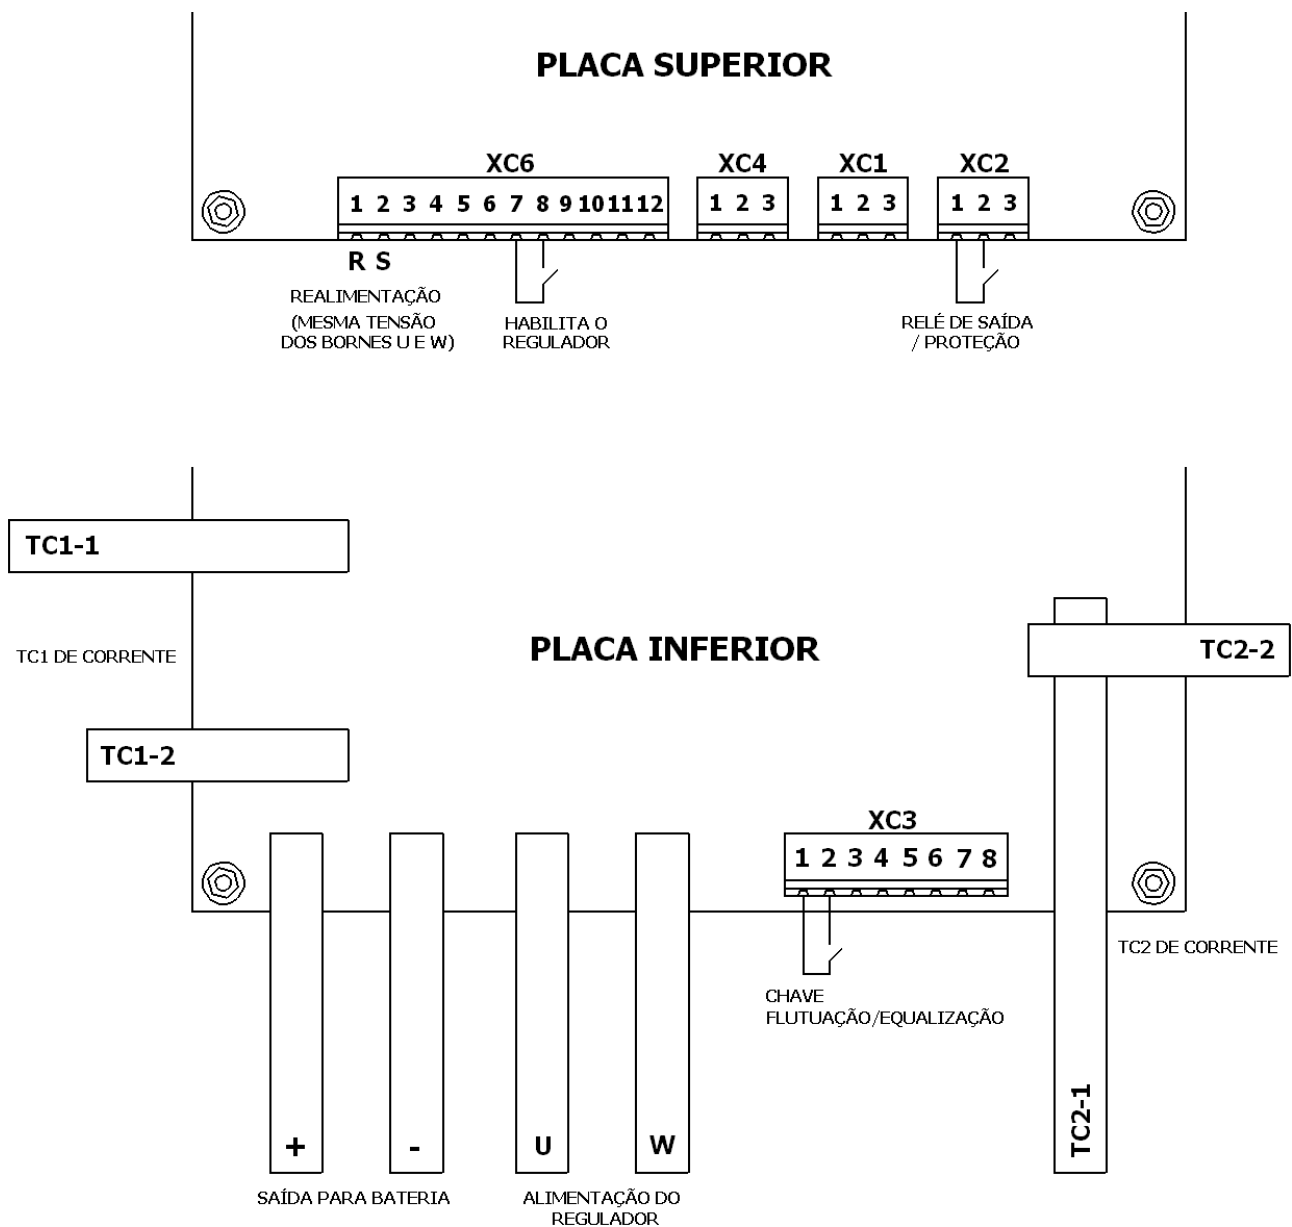 PLACA SUPERIOR
XC6 XC4 XC1 XC2
1 2 3 4 5 6 7 8 9 10 11 12 1 2 3 1 2 3 1 2 3
R S
REALIMENTAÇÃO
(MESMA TENSÃO
DOS BORNES U E W)
HABILITA O
REGULADOR
RELÉ DE SAÍDA
/ PROTEÇÃO
TC1-1
TC1 DE CORRENTE
PLACA INFERIOR
TC2-2
TC1-2
XC3
1 2 3 4 5 6 7 8
TC2 DE CORRENTE
CHAVE
FLUTUAÇÃO/EQUALIZAÇÃO
+ - U W
TC2-1
SAÍDA PARA BATERIA
ALIMENTAÇÃO DO
REGULADOR